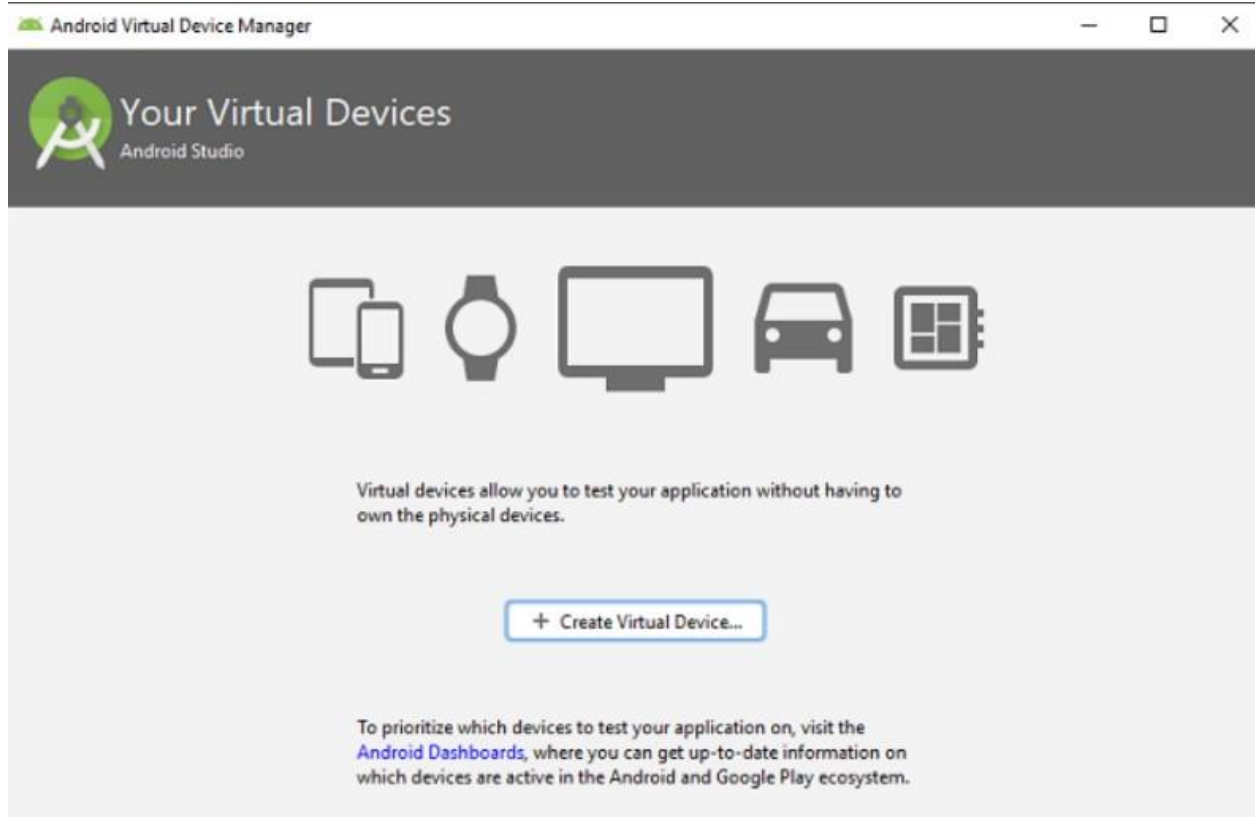 Android Virtual Device Manager
Your Virtual Devices
Android Studio
Virtual devices allow you to test your application without having to
own the physical devices.
+ Create Virtual Device...
To prioritize which devices to test your application on, visit the
Android Dashboards, where you can get up-to-date information on
which devices are active in the Android and Google Play ecosystem.